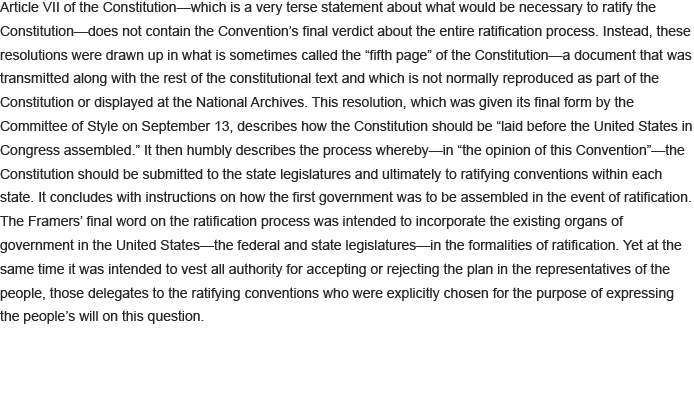 Article VII of the Constitution—which is a very terse statement about what would be necessary to ratify the
Constitution—does not contain the Convention’s final verdict about the entire ratification process. Instead, these
resolutions were drawn up in what is sometimes called the “fifth page” of the Constitution—a document that was
transmitted along with the rest of the constitutional text and which is not normally reproduced as part of the
Constitution or displayed at the National Archives. This resolution, which was given its final form by the
Committee of Style on September 13, describes how the Constitution should be “laid before the United States in
Congress assembled.” It then humbly describes the process whereby—in “the opinion of this Convention”—the
Constitution should be submitted to the state legislatures and ultimately to ratifying conventions within each
state. It concludes with instructions on how the first government was to be assembled in the event of ratification.
The Framers’ final word on the ratification process was intended to incorporate the existing organs of
government in the United States—the federal and state legislatures—in the formalities of ratification. Yet at the
same time it was intended to vest all authority for accepting or rejecting the plan in the representatives of the
people, those delegates to the ratifying conventions who were explicitly chosen for the purpose of expressing
the people’s will on this question.